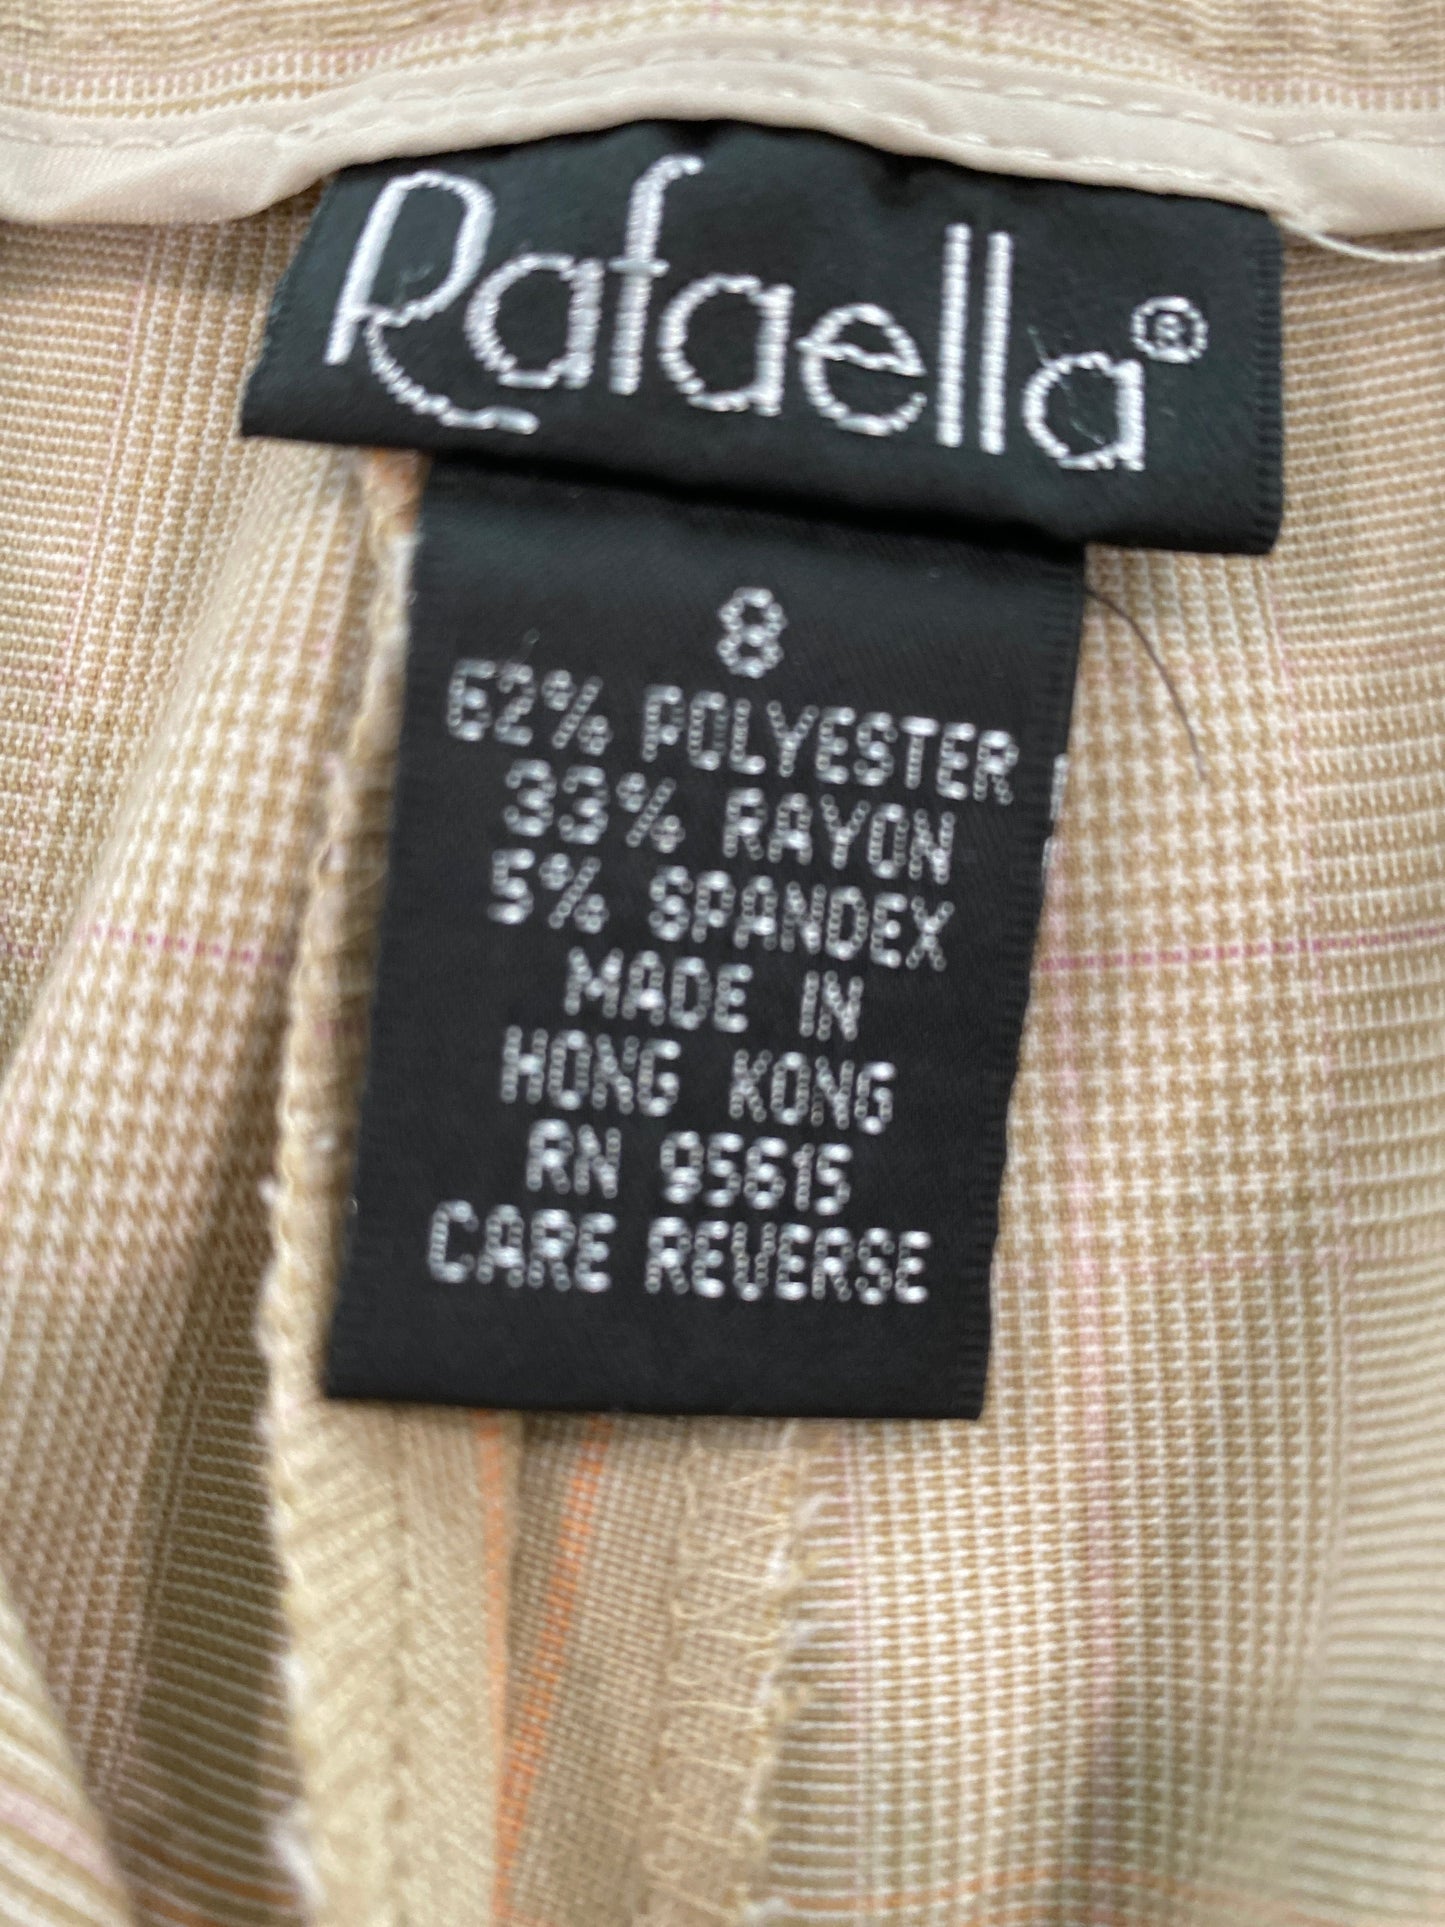 Rafaella®
8
62% POLYESTER
33% RAYON
5% SPANDEX
MADE IN
HONG KONG
RN 95615
CARE REVERSE